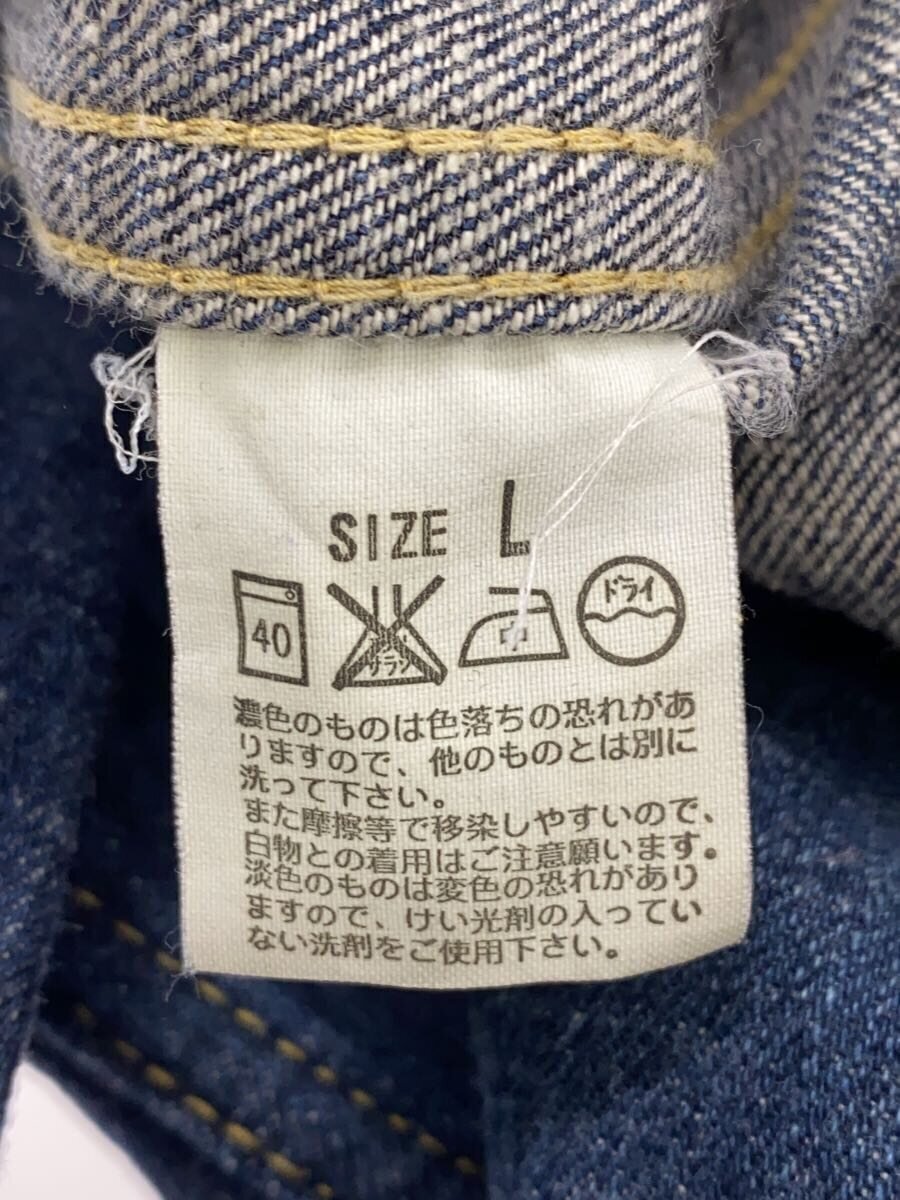 SIZE L
40 サラシ 中 ドライ
濃色のものは色落ちの恐れがあ
りますので、他のものとは別に
洗って下さい。
また摩擦等で移染しやすいので、
白物との着用はご注意願います。
淡色のものは変色の恐れがあり
ますので、けい光剤の入ってい
ない洗剤をご使用下さい。